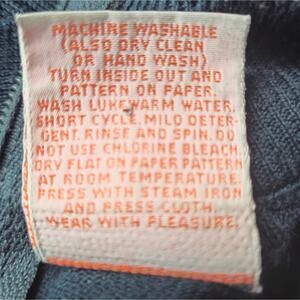 MACHINE WASHABLE
(ALSO DRY CLEAN
OR HAND WASH)
TURN INSIDE OUT AND
PATTERN ON PAPER.
WASH LUKEWARM WATER,
SHORT CYCLE. MILD DETER-
GENT. RINSE AND SPIN. DO
NOT USE CHLORINE BLEACH.
DRY FLAT ON PAPER PATTERN
AT ROOM TEMPERATURE.
PRESS WITH STEAM IRON
AND PRESS CLOTH.
WEAR WITH PLEASURE.